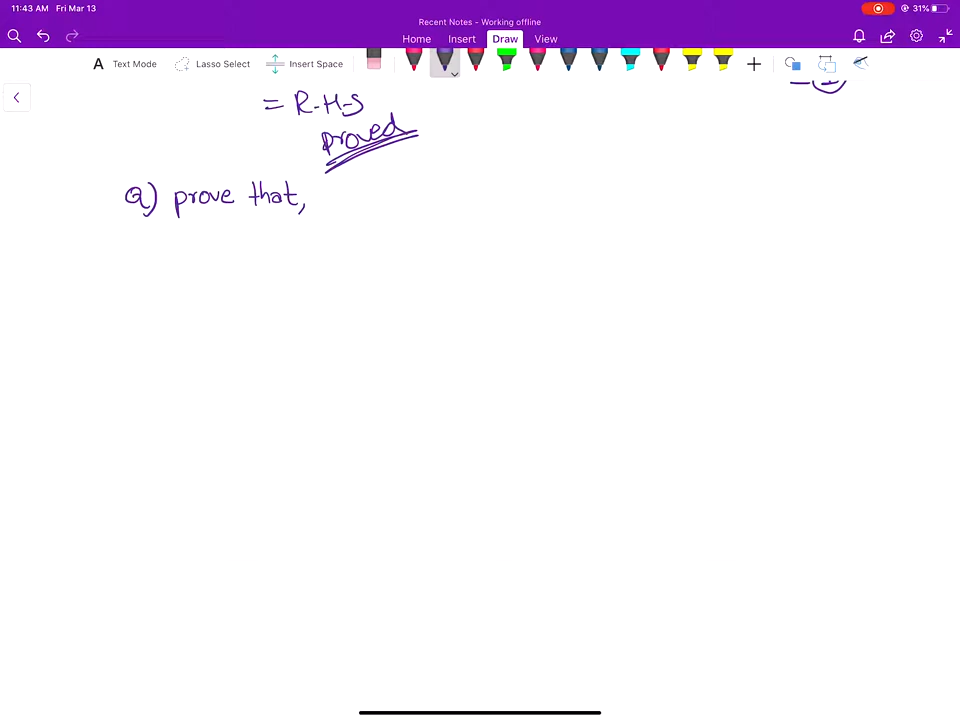 11:43 AM Fri Mar 13
31%
Recent Notes - Working offline
Home Insert Draw View
A Text Mode Lasso Select Insert Space
= R-H-S
proved
Q) prove that,